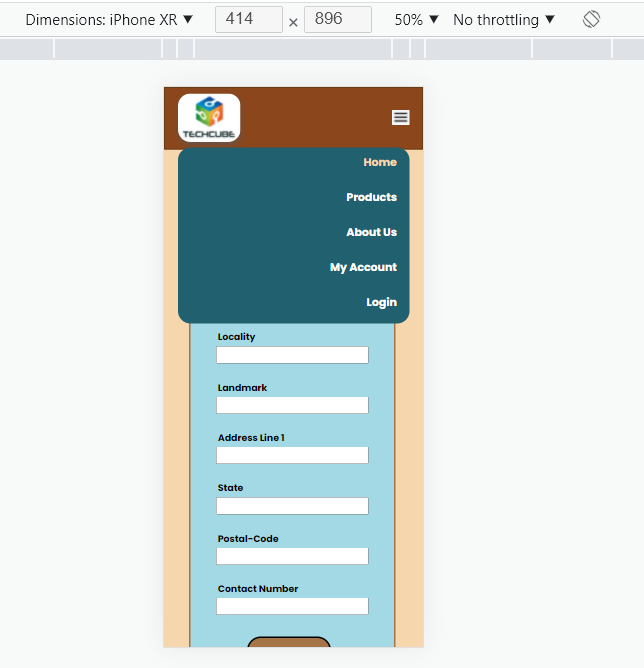 Dimensions: iPhone XR ▼ 414 × 896 50% ▼ No throttling ▼
TECHCUBE
Home
Products
About Us
My Account
Login
Locality
Landmark
Address Line 1
State
Postal-Code
Contact Number